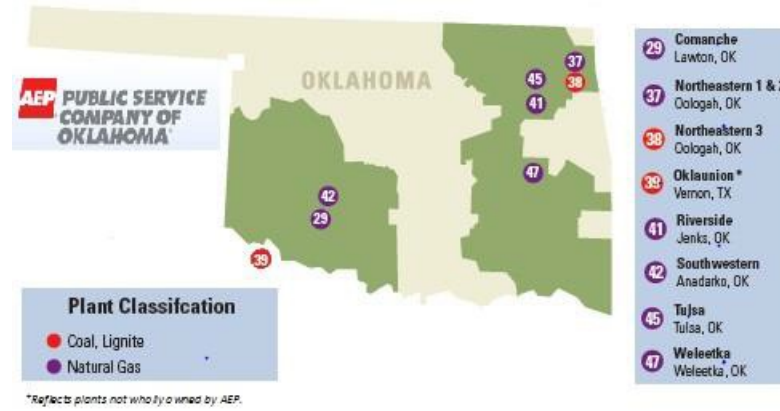 OKLAHOMA
AEP PUBLIC SERVICE
COMPANY OF
OKLAHOMA
37
45
38
41
47
42
29
39
29 Comanche
Lawton, OK
37 Northeastern 1 & 2
Oologah, OK
38 Northeastern 3
Oologah, OK
39 Oklaunion *
Vernon, TX
41 Riverside
Jenks, OK
42 Southwestern
Anadarko, OK
45 Tulsa
Tulsa, OK
47 Weleetka
Weleetka, OK
Plant Classifcation
Coal, Lignite
Natural Gas
*Reflects plants not wholly owned by AEP.